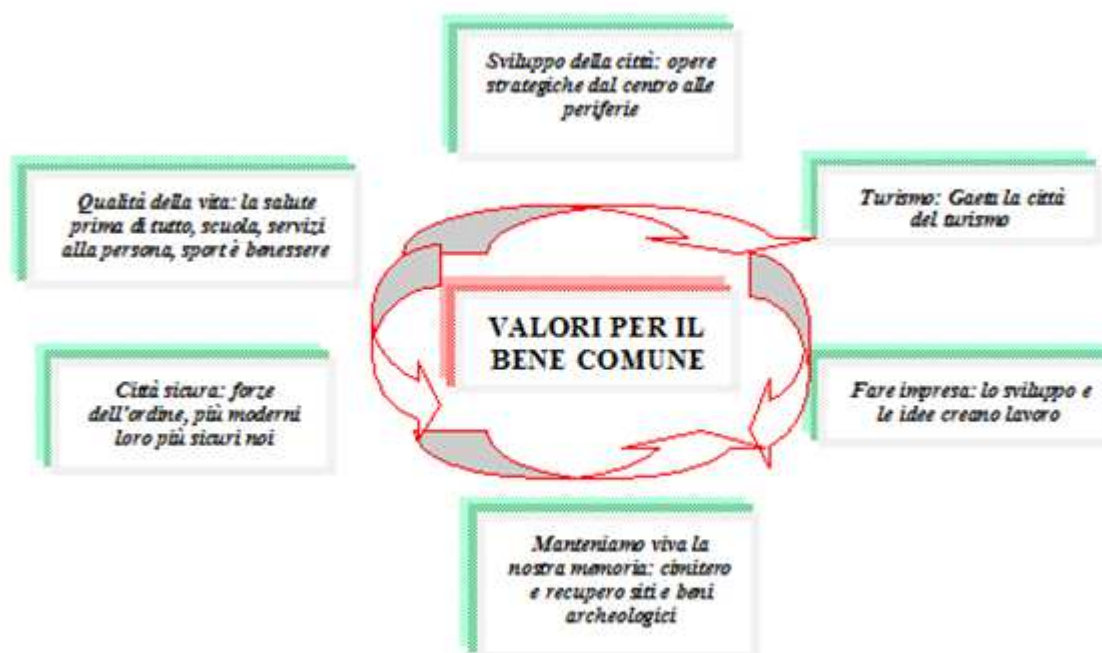 Sviluppo della città: opere
strategiche dal centro alle
periferie
Qualità della vita: la salute
prima di tutto, scuola, servizi
alla persona, sport è benessere
Turismo: Gaeta la città
del turismo
VALORI PER IL
BENE COMUNE
Città sicura: forze
dell'ordine, più moderni
loro più sicuri noi
Fare impresa: lo sviluppo e
le idee creano lavoro
Manteniamo viva la
nostra memoria: cimitero
e recupero siti e beni
archeologici